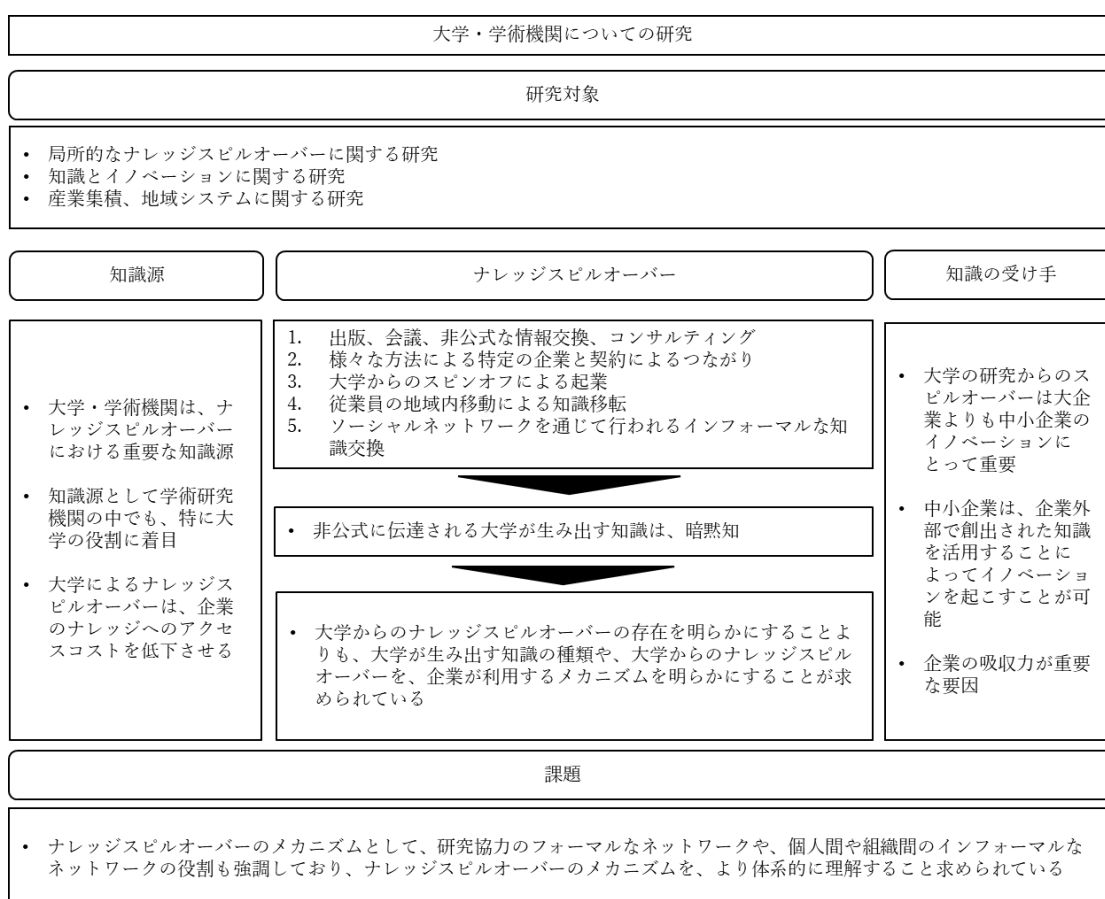 大学・学術機関についての研究
研究対象
• 局所的なナレッジスピルオーバーに関する研究
• 知識とイノベーションに関する研究
• 産業集積、地域システムに関する研究
知識源
• 大学・学術機関は、ナ
レッジスピルオーバー
における重要な知識源
• 知識源として学術研究
機関の中でも、特に大
学の役割に着目
• 大学によるナレッジス
ピルオーバーは、企業
のナレッジへのアクセ
スコストを低下させる
ナレッジスピルオーバー
1. 出版、会議、非公式な情報交換、コンサルティング
2. 様々な方法による特定の企業と契約によるつながり
3. 大学からのスピンオフによる起業
4. 従業員の地域内移動による知識移転
5. ソーシャルネットワークを通じて行われるインフォーマルな知
識交換
• 非公式に伝達される大学が生み出す知識は、暗黙知
• 大学からのナレッジスピルオーバーの存在を明らかにすることよ
りも、大学が生み出す知識の種類や、大学からのナレッジスピル
オーバーを、企業が利用するメカニズムを明らかにすることが求
められている
知識の受け手
• 大学の研究からのス
ピルオーバーは大企
業よりも中小企業の
イノベーションに
とって重要
• 中小企業は、企業外
部で創出された知識
を活用することに
よってイノベーショ
ンを起こすことが可
能
• 企業の吸収力が重要
な要因
課題
• ナレッジスピルオーバーのメカニズムとして、研究協力のフォーマルなネットワークや、個人間や組織間のインフォーマルな
ネットワークの役割も強調しており、ナレッジスピルオーバーのメカニズムを、より体系的に理解すること求められている